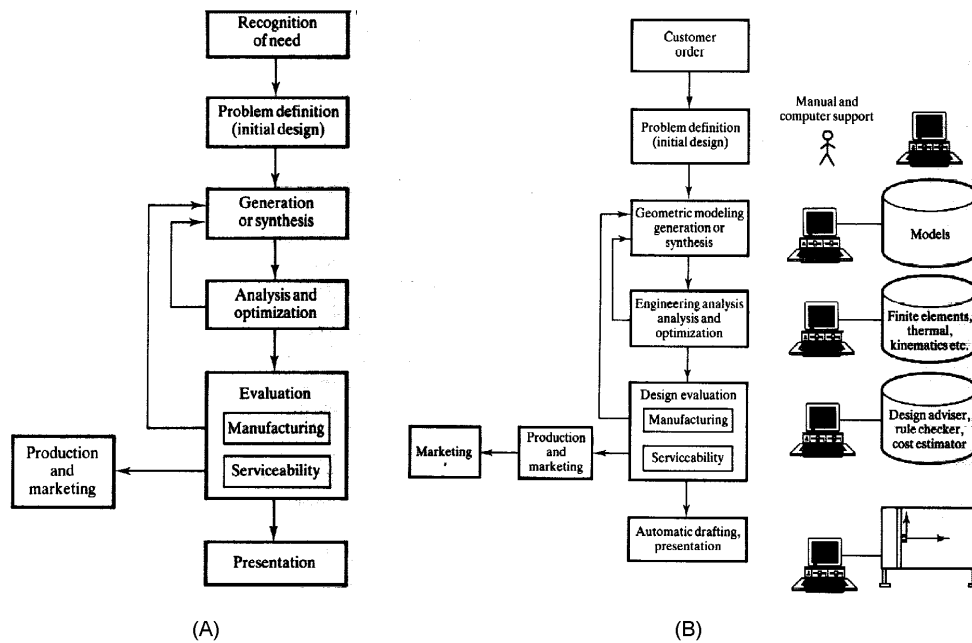 Recognition
of need
Problem definition
(initial design)
Generation
or synthesis
Analysis and
optimization
Evaluation
Manufacturing
Serviceability
Production
and
marketing
Presentation
(A)
Customer
order
Problem definition
(initial design)
Geometric modeling
generation or
synthesis
Engineering analysis
analysis and
optimization
Design evaluation
Manufacturing
Serviceability
Marketing
Production
and
marketing
Automatic drafting,
presentation
Manual and
computer support
Models
Finite elements,
thermal,
kinematics etc.
Design adviser,
rule checker,
cost estimator
(B)